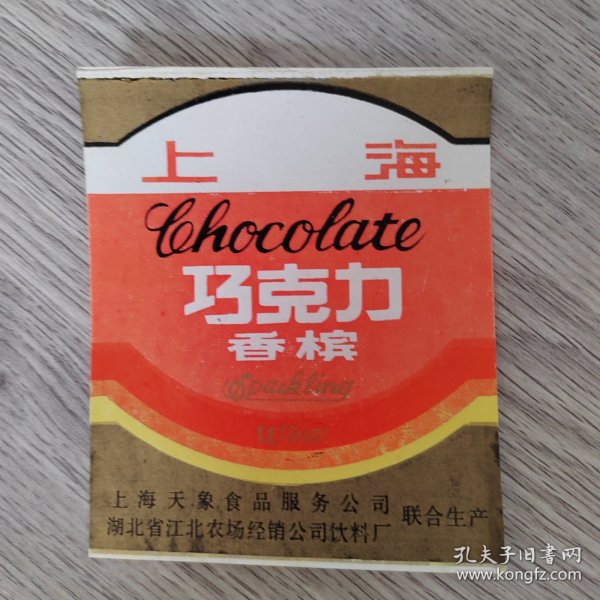 上海
Chocolate
巧克力
香槟
Sparkling
上海天象食品服务公司
湖北省江北农场经销公司饮料厂
联合生产
孔夫子旧书网
www.kongfz.com